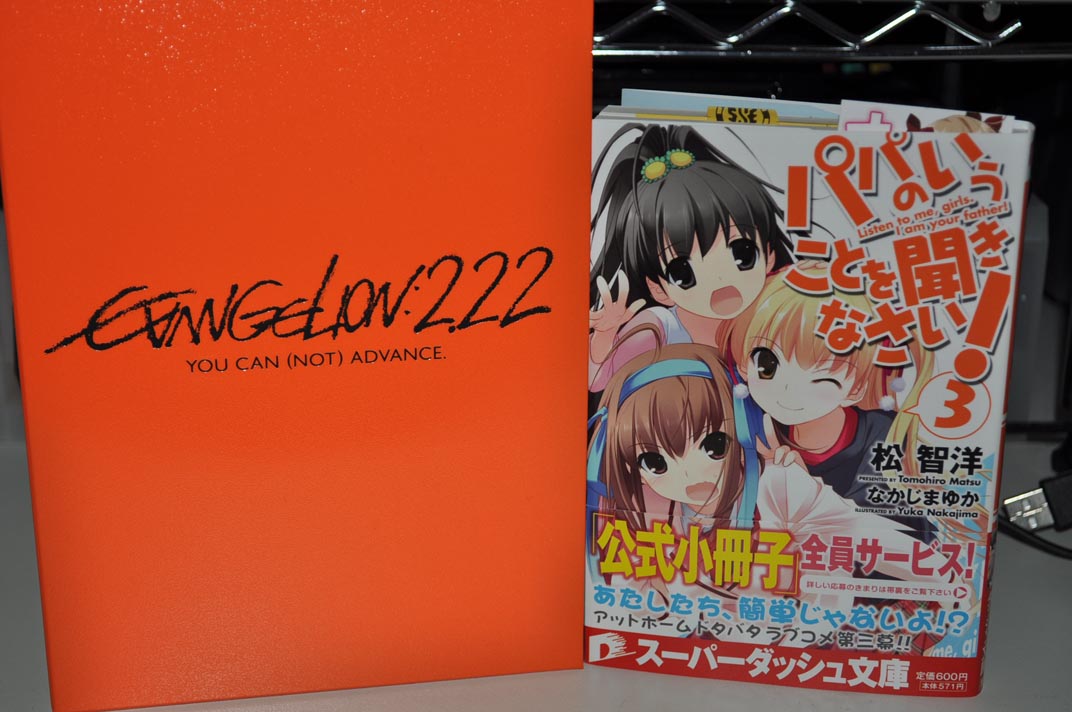 EVANGELION:2.22
YOU CAN (NOT) ADVANCE.
パパのいう
Listen to me, girls.
I am your father!
ことを聞き
なさい!
3
松 智洋
PRESENTED BY Tomohiro Matsu
なかじまゆか
ILLUSTRATED BY Yuka Nakajima
「公式小冊子」全員サービス!
詳しい応募のきまりは帯裏をご覧下さい
あたしたち、簡単じゃないよ!?
アットホームドタバタラブコメ第三幕!!
me, gi
スーパーダッシュ文庫
定価600円
本体571円